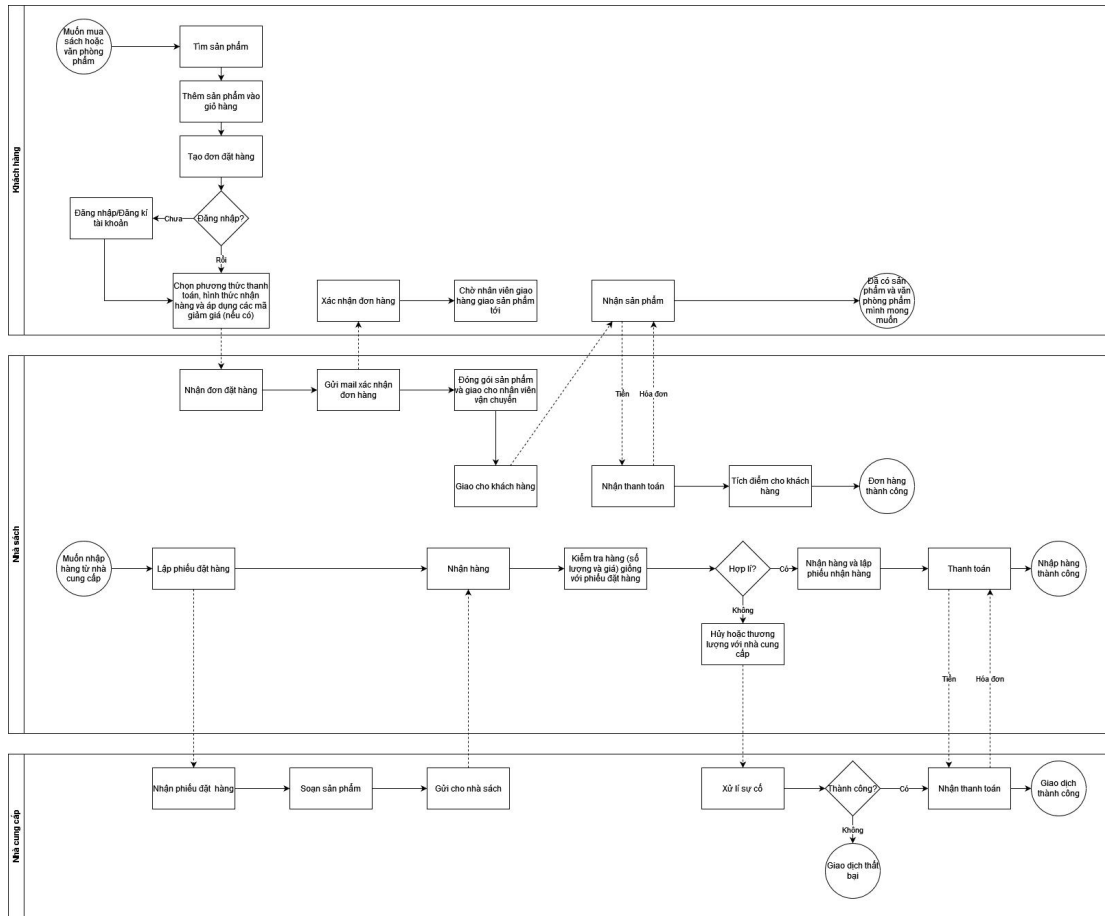 Khách hàng
Muốn mua
sách hoặc
văn phòng
phẩm
Tìm sản phẩm
Thêm sản phẩm vào
giỏ hàng
Tạo đơn đặt hàng
Đăng nhập?
Chưa
Đăng nhập/Đăng kí
tài khoản
Rồi
Chọn phương thức thanh
toán, hình thức nhận
hàng và áp dụng các mã
giảm giá (nếu có)
Xác nhận đơn hàng
Chờ nhân viên giao
hàng giao sản phẩm
tới
Nhận sản phẩm
Đã có sản
phẩm và văn
phòng phẩm
mình mong
muốn
Nhà sách
Nhận đơn đặt hàng
Gửi mail xác nhận
đơn hàng
Đóng gói sản phẩm
và giao cho nhân viên
vận chuyển
Tiền
Hóa đơn
Giao cho khách hàng
Nhận thanh toán
Tích điểm cho khách
hàng
Đơn hàng
thành công
Muốn nhập
hàng từ nhà
cung cấp
Lập phiếu đặt hàng
Nhận hàng
Kiểm tra hàng (số
lượng và giá) giống
với phiếu đặt hàng
Hợp lí?
Có
Nhận hàng và lập
phiếu nhận hàng
Thanh toán
Nhập hàng
thành công
Không
Hủy hoặc thương
lượng với nhà cung
cấp
Tiền
Hóa đơn
Nhà cung cấp
Nhận phiếu đặt hàng
Soạn sản phẩm
Gửi cho nhà sách
Xử lí sự cố
Thành công?
Có
Nhận thanh toán
Giao dịch
thành công
Không
Giao dịch thất
bại